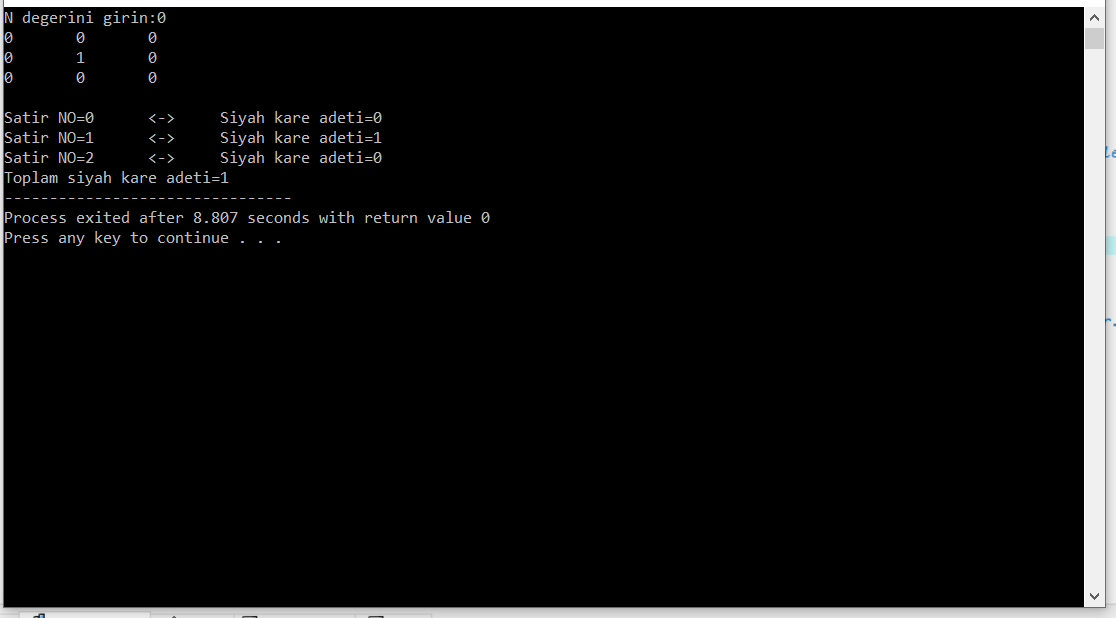 N degerini girin:0
0 0 0
0 1 0
0 0 0
Satir NO=0 <-> Siyah kare adeti=0
Satir NO=1 <-> Siyah kare adeti=1
Satir NO=2 <-> Siyah kare adeti=0
Toplam siyah kare adeti=1
--------------------------------
Process exited after 8.807 seconds with return value 0
Press any key to continue . . .